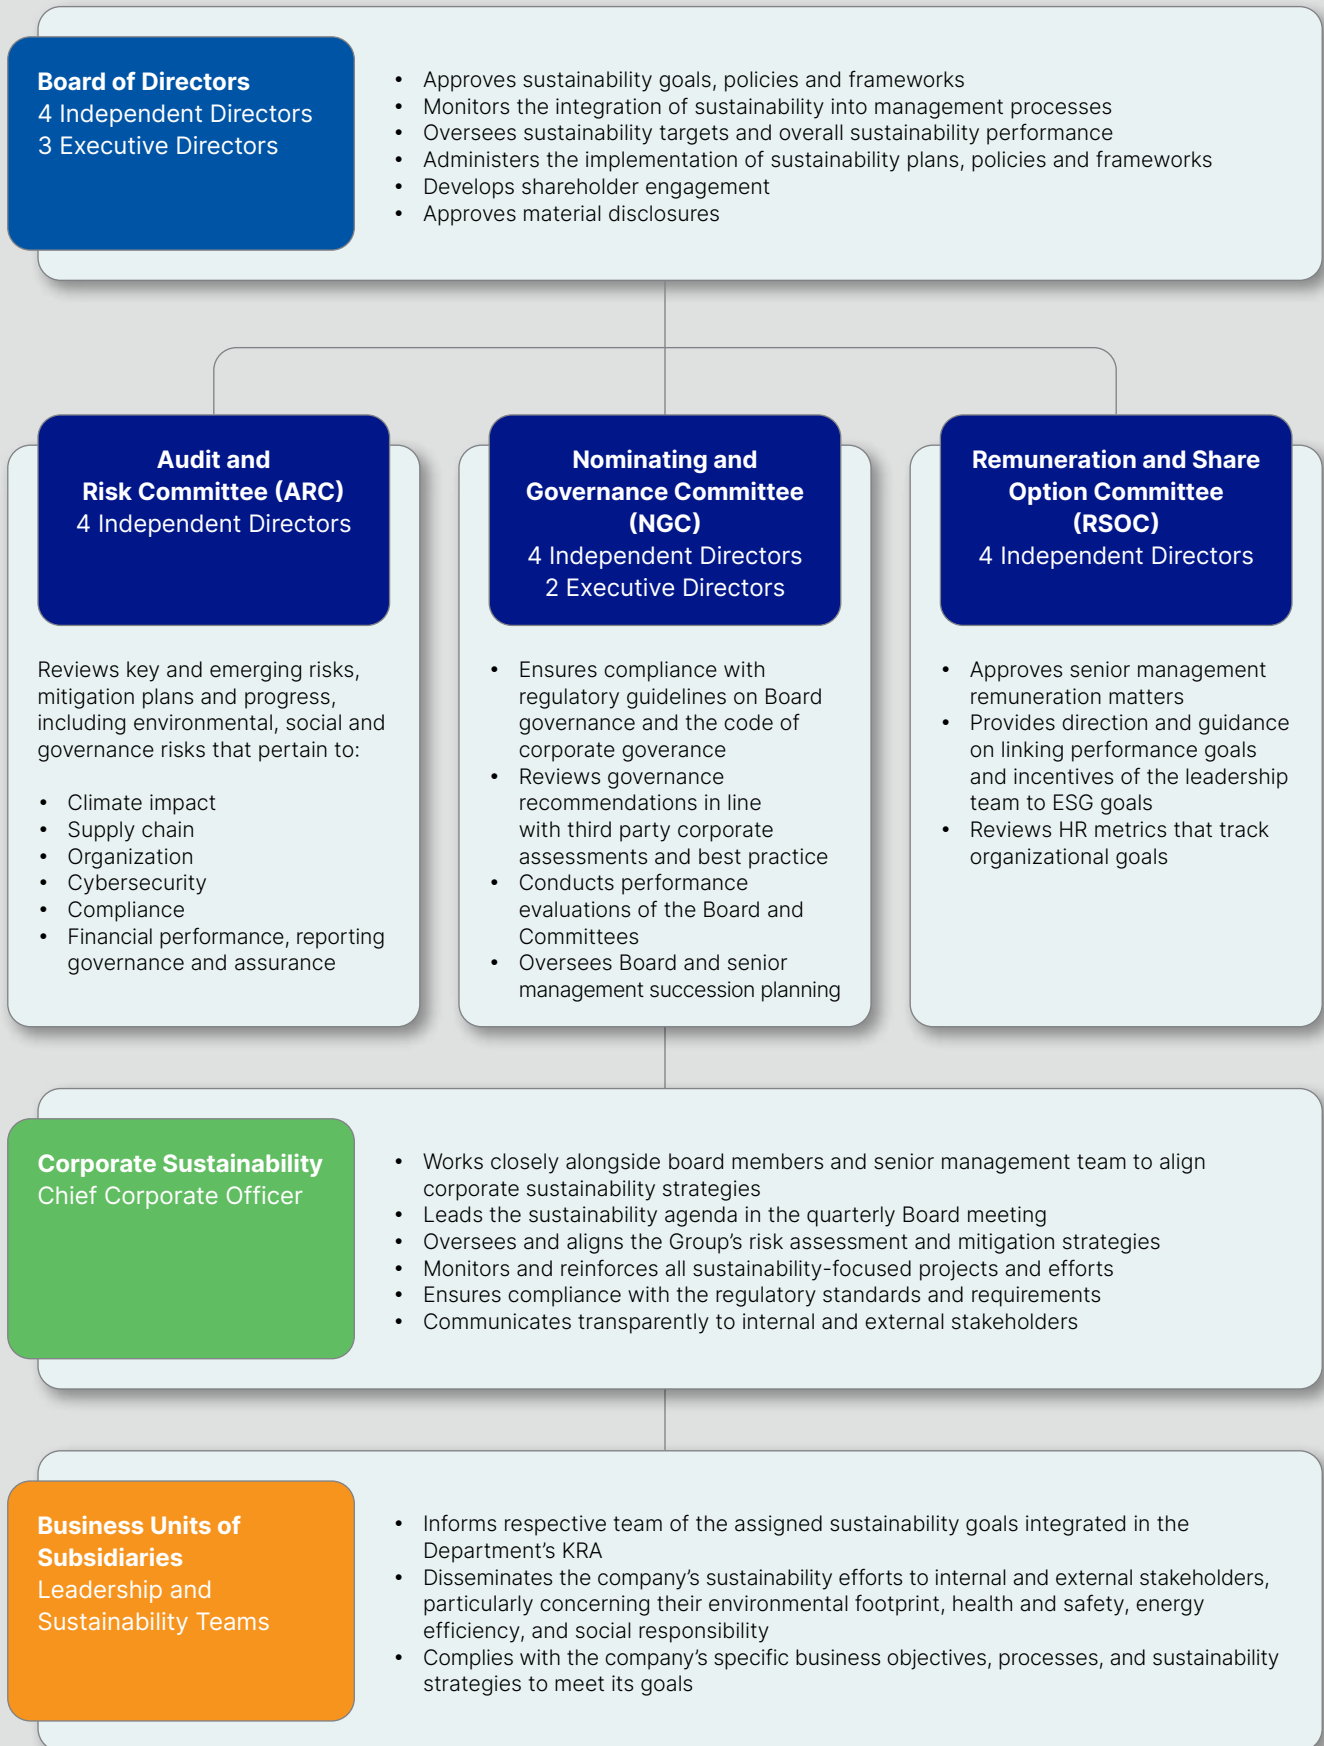 Board of Directors
4 Independent Directors
3 Executive Directors
• Approves sustainability goals, policies and frameworks
• Monitors the integration of sustainability into management processes
• Oversees sustainability targets and overall sustainability performance
• Administers the implementation of sustainability plans, policies and frameworks
• Develops shareholder engagement
• Approves material disclosures
Audit and
Risk Committee (ARC)
4 Independent Directors
Reviews key and emerging risks,
mitigation plans and progress,
including environmental, social and
governance risks that pertain to:
• Climate impact
• Supply chain
• Organization
• Cybersecurity
• Compliance
• Financial performance, reporting
governance and assurance
Nominating and
Governance Committee
(NGC)
4 Independent Directors
2 Executive Directors
• Ensures compliance with
regulatory guidelines on Board
governance and the code of
corporate goverance
• Reviews governance
recommendations in line
with third party corporate
assessments and best practice
• Conducts performance
evaluations of the Board and
Committees
• Oversees Board and senior
management succession planning
Remuneration and Share
Option Committee
(RSOC)
4 Independent Directors
• Approves senior management
remuneration matters
• Provides direction and guidance
on linking performance goals
and incentives of the leadership
team to ESG goals
• Reviews HR metrics that track
organizational goals
Corporate Sustainability
Chief Corporate Officer
• Works closely alongside board members and senior management team to align
corporate sustainability strategies
• Leads the sustainability agenda in the quarterly Board meeting
• Oversees and aligns the Group’s risk assessment and mitigation strategies
• Monitors and reinforces all sustainability-focused projects and efforts
• Ensures compliance with the regulatory standards and requirements
• Communicates transparently to internal and external stakeholders
Business Units of
Subsidiaries
Leadership and
Sustainability Teams
• Informs respective team of the assigned sustainability goals integrated in the
Department’s KRA
• Disseminates the company’s sustainability efforts to internal and external stakeholders,
particularly concerning their environmental footprint, health and safety, energy
efficiency, and social responsibility
• Complies with the company’s specific business objectives, processes, and sustainability
strategies to meet its goals